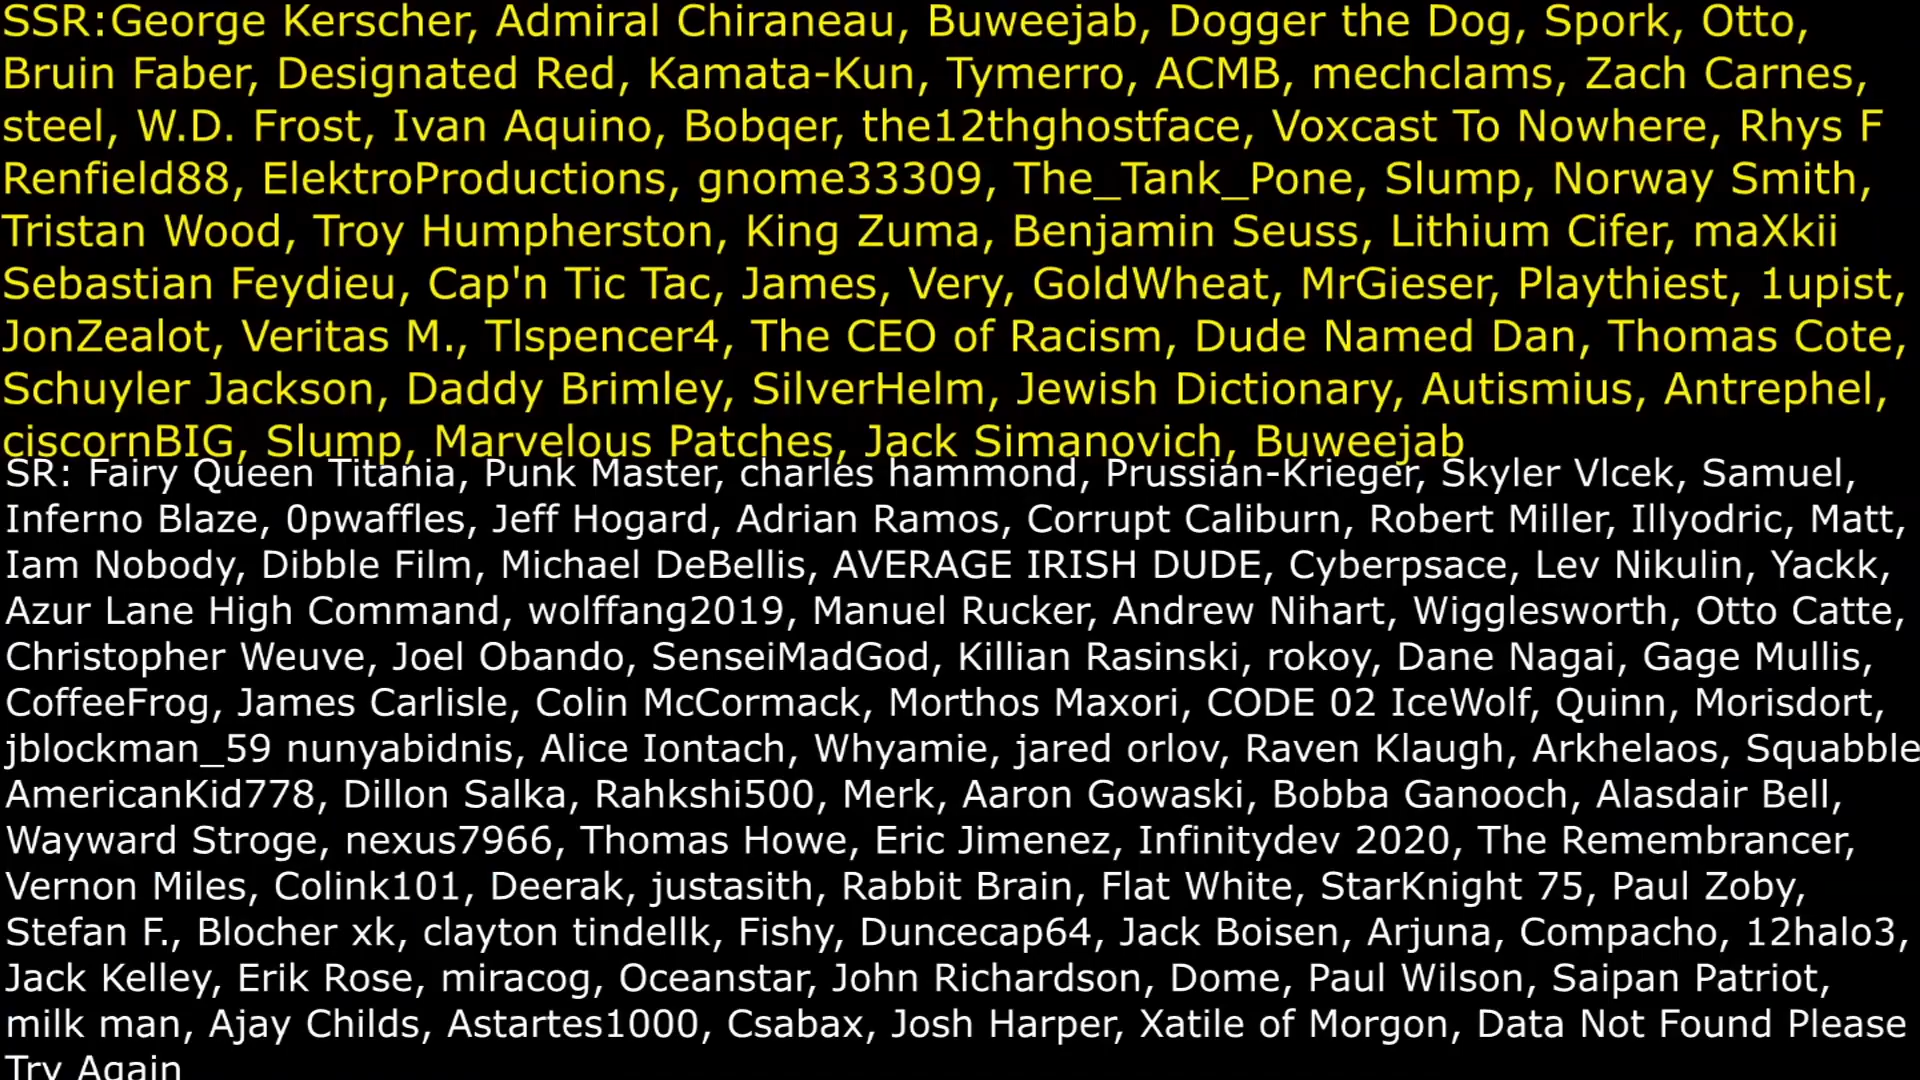 SSR:George Kerscher, Admiral Chiraneau, Buweejab, Dogger the Dog, Spork, Otto,
Bruin Faber, Designated Red, Kamata-Kun, Tymerro, ACMB, mechclams, Zach Carnes,
steel, W.D. Frost, Ivan Aquino, Bobqer, the12thghostface, Voxcast To Nowhere, Rhys F
Renfield88, ElektroProductions, gnome33309, The_Tank_Pone, Slump, Norway Smith,
Tristan Wood, Troy Humpherston, King Zuma, Benjamin Seuss, Lithium Cifer, maXkii
Sebastian Feydieu, Cap'n Tic Tac, James, Very, GoldWheat, MrGieser, Playthiest, 1upist,
JonZealot, Veritas M., Tlspencer4, The CEO of Racism, Dude Named Dan, Thomas Cote,
Schuyler Jackson, Daddy Brimley, SilverHelm, Jewish Dictionary, Autismius, Antrephel,
ciscornBIG, Slump, Marvelous Patches, Jack Simanovich, Buweejab
SR: Fairy Queen Titania, Punk Master, charles hammond, Prussian-Krieger, Skyler Vlcek, Samuel,
Inferno Blaze, 0pwaffles, Jeff Hogard, Adrian Ramos, Corrupt Caliburn, Robert Miller, Illyodric, Matt,
Iam Nobody, Dibble Film, Michael DeBellis, AVERAGE IRISH DUDE, Cyberpsace, Lev Nikulin, Yackk,
Azur Lane High Command, wolffang2019, Manuel Rucker, Andrew Nihart, Wigglesworth, Otto Catte,
Christopher Weuve, Joel Obando, SenseiMadGod, Killian Rasinski, rokoy, Dane Nagai, Gage Mullis,
CoffeeFrog, James Carlisle, Colin McCormack, Morthos Maxori, CODE 02 IceWolf, Quinn, Morisdort,
jblockman_59 nunyabidnis, Alice Iontach, Whyamie, jared orlov, Raven Klaugh, Arkhelaos, Squabble
AmericanKid778, Dillon Salka, Rahkshi500, Merk, Aaron Gowaski, Bobba Ganooch, Alasdair Bell,
Wayward Stroge, nexus7966, Thomas Howe, Eric Jimenez, Infinitydev 2020, The Remembrancer,
Vernon Miles, Colink101, Deerak, justasith, Rabbit Brain, Flat White, StarKnight 75, Paul Zoby,
Stefan F., Blocher xk, clayton tindellk, Fishy, Duncecap64, Jack Boisen, Arjuna, Compacho, 12halo3,
Jack Kelley, Erik Rose, miracog, Oceanstar, John Richardson, Dome, Paul Wilson, Saipan Patriot,
milk man, Ajay Childs, Astartes1000, Csabax, Josh Harper, Xatile of Morgon, Data Not Found Please
Try Again